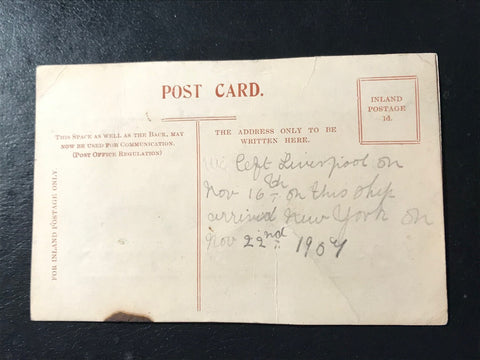 POST CARD.
INLAND
POSTAGE
1d.
THIS SPACE AS WELL AS THE BACK, MAY
NOW BE USED FOR COMMUNICATION.
(POST OFFICE REGULATION)
THE ADDRESS ONLY TO BE
WRITTEN HERE.
FOR INLAND POSTAGE ONLY
We left Liverpool on
Nov 16th on this ship
arrived New York on
Nov 22nd 1907